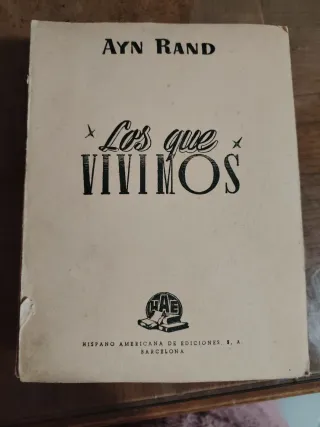 AYN RAND
Los que
VIVIMOS
HAE
HISPANO AMERICANA DE EDICIONES, S, A.
BARCELONA